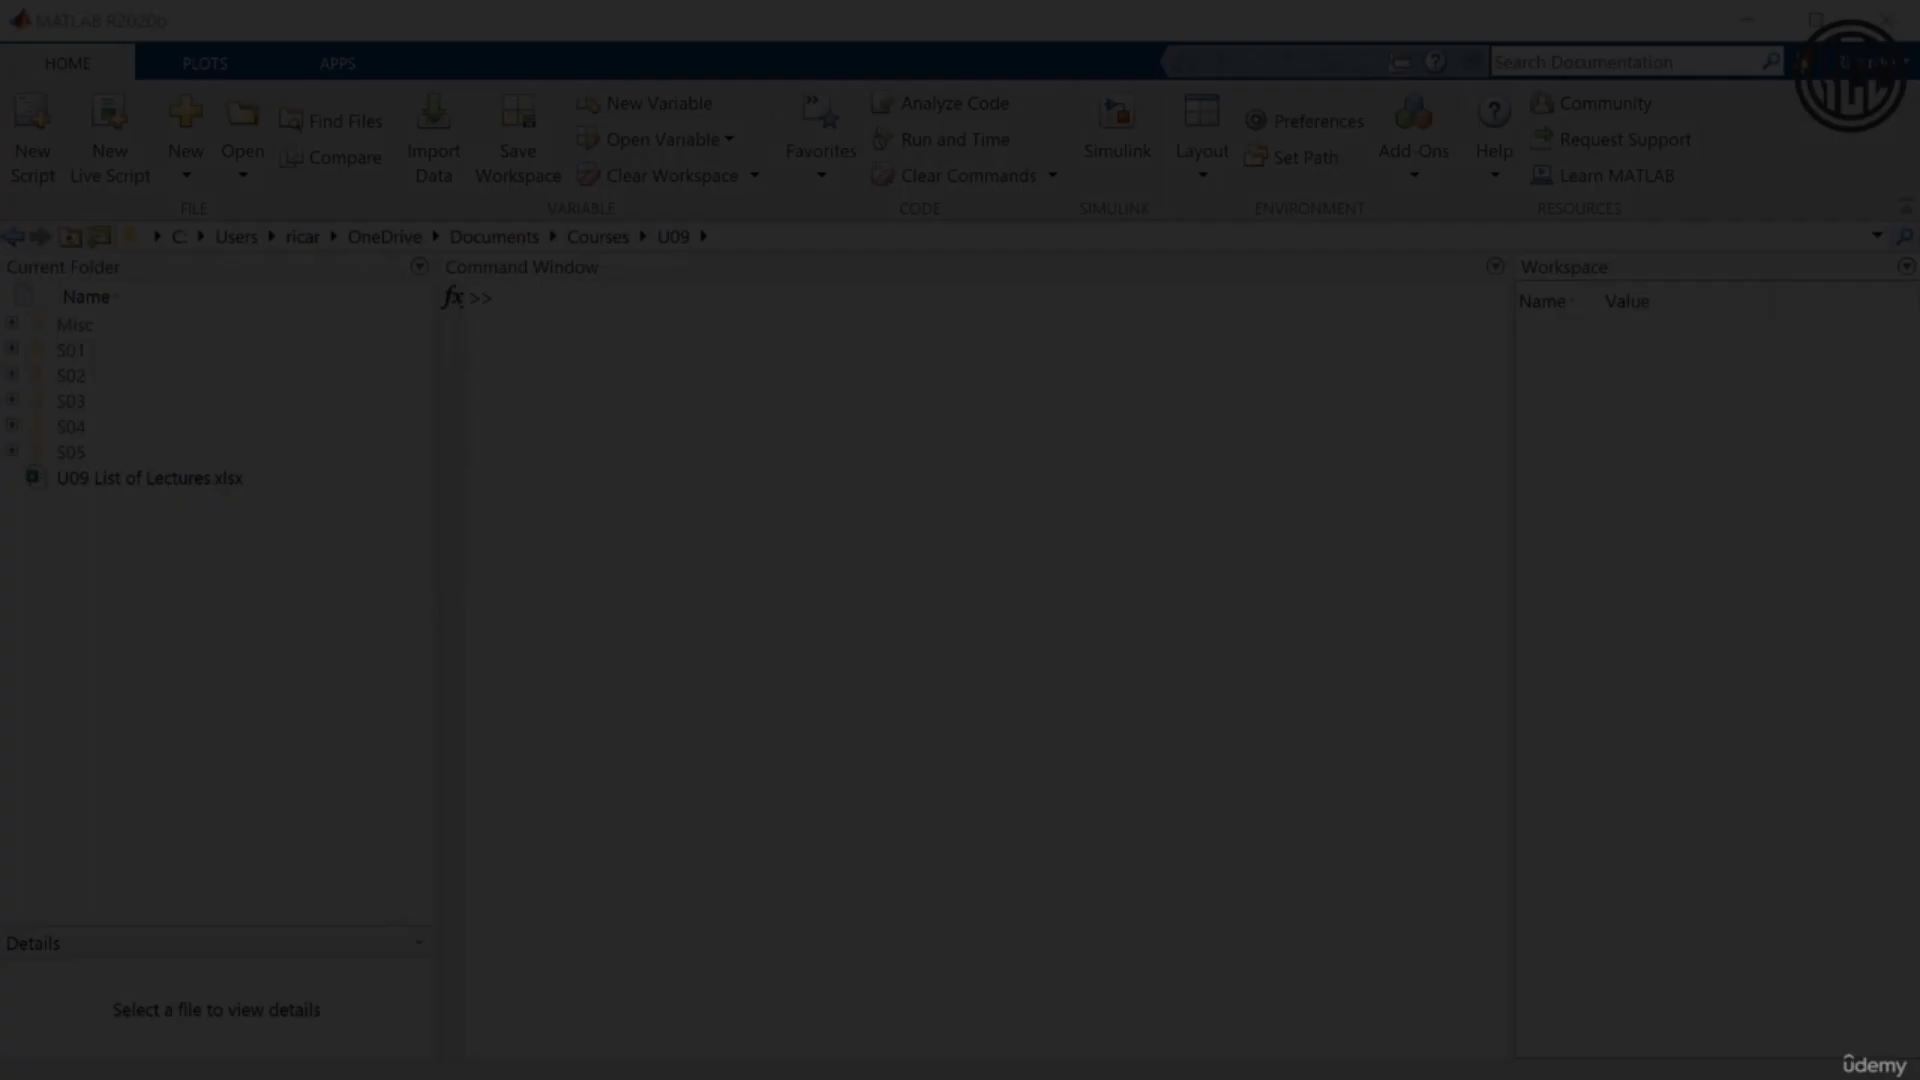 MATLAB R2020b
HOME PLOTS APPS
Search Documentation
New Script
New Live Script
New
Open
Find Files
Compare
Import Data
Save Workspace
New Variable
Open Variable
Clear Workspace
Favorites
Analyze Code
Run and Time
Clear Commands
Simulink
Layout
Preferences
Set Path
Add-Ons
Help
Community
Request Support
Learn MATLAB
FILE VARIABLE CODE SIMULINK ENVIRONMENT RESOURCES
C: Users ricar OneDrive Documents Courses U09
Current Folder
Name
Misc
S01
S02
S03
S04
S05
U09 List of Lectures.xlsx
Details
Select a file to view details
Command Window
fx >>
Workspace
Name Value
ûdemy